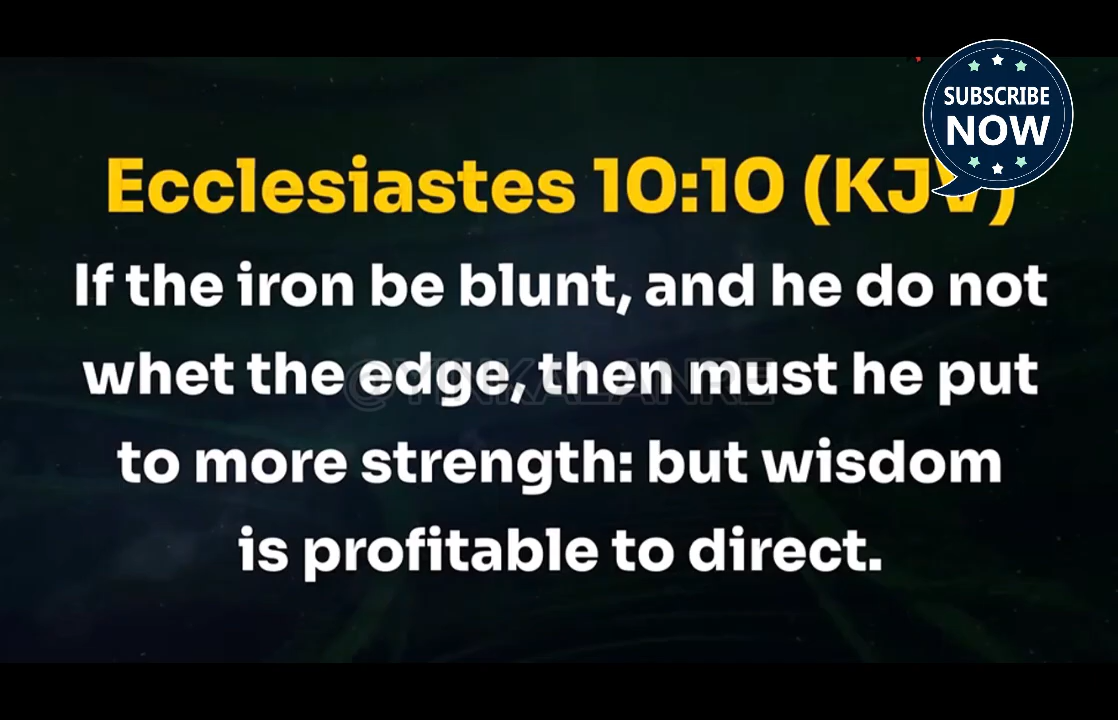 SUBSCRIBE
NOW
Ecclesiastes 10:10 (KJV)
If the iron be blunt, and he do not
whet the edge, then must he put
@YINKALANRE
to more strength: but wisdom
is profitable to direct.